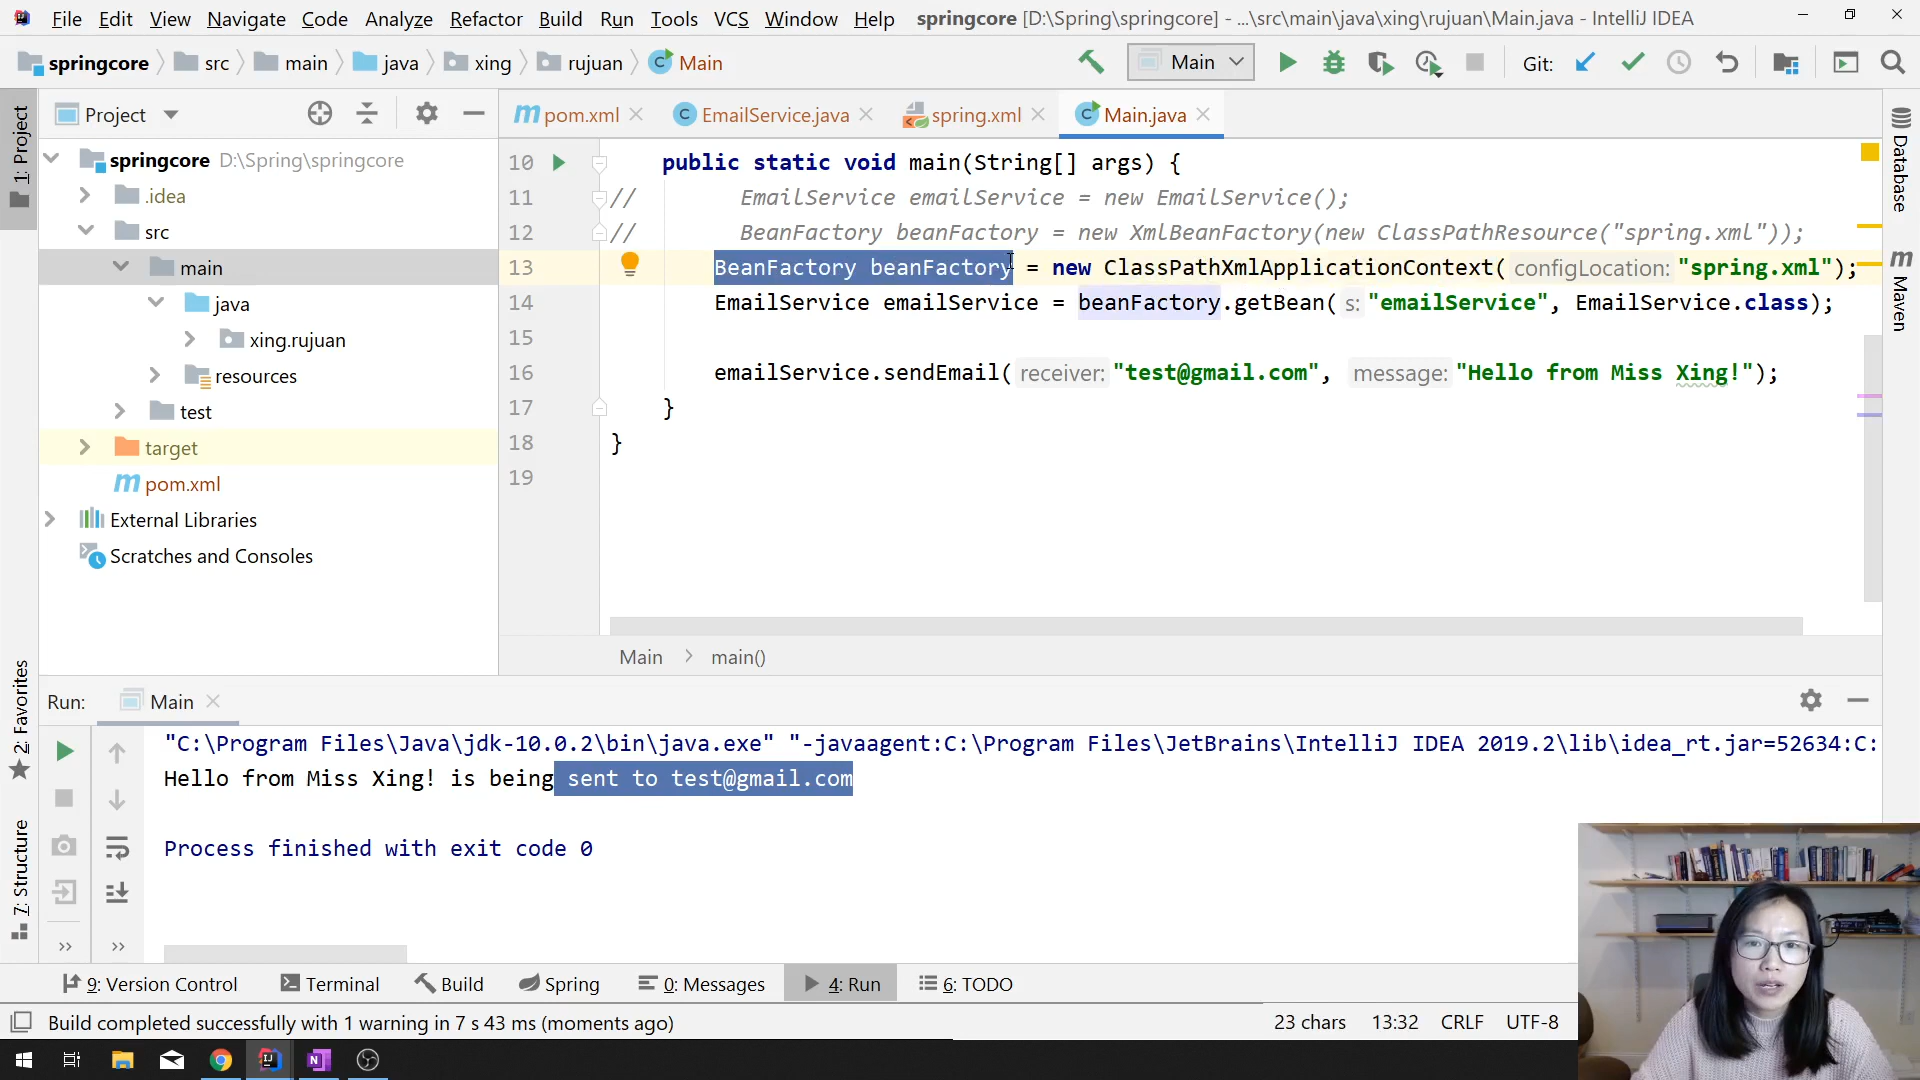 File Edit View Navigate Code Analyze Refactor Build Run Tools VCS Window Help springcore [D:\Spring\springcore] - ...\src\main\java\xing\rujuan\Main.java - IntelliJ IDEA
springcore src main java xing rujuan Main
Main
Git:
1: Project
Project
pom.xml
EmailService.java
spring.xml
Main.java
springcore D:\Spring\springcore
.idea
src
main
java
xing.rujuan
resources
test
target
pom.xml
External Libraries
Scratches and Consoles
10 public static void main(String[] args) {
11 // EmailService emailService = new EmailService();
12 // BeanFactory beanFactory = new XmlBeanFactory(new ClassPathResource("spring.xml"));
13 BeanFactory beanFactory = new ClassPathXmlApplicationContext( configLocation: "spring.xml");
14 EmailService emailService = beanFactory.getBean( s: "emailService", EmailService.class);
15
16 emailService.sendEmail( receiver: "test@gmail.com", message: "Hello from Miss Xing!");
17 }
18 }
19
Main > main()
Database
m Maven
2: Favorites
7: Structure
Run: Main
"C:\Program Files\Java\jdk-10.0.2\bin\java.exe" "-javaagent:C:\Program Files\JetBrains\IntelliJ IDEA 2019.2\lib\idea_rt.jar=52634:C:
Hello from Miss Xing! is being sent to test@gmail.com
Process finished with exit code 0
9: Version Control Terminal Build Spring 0: Messages 4: Run 6: TODO
Build completed successfully with 1 warning in 7 s 43 ms (moments ago) 23 chars 13:32 CRLF UTF-8